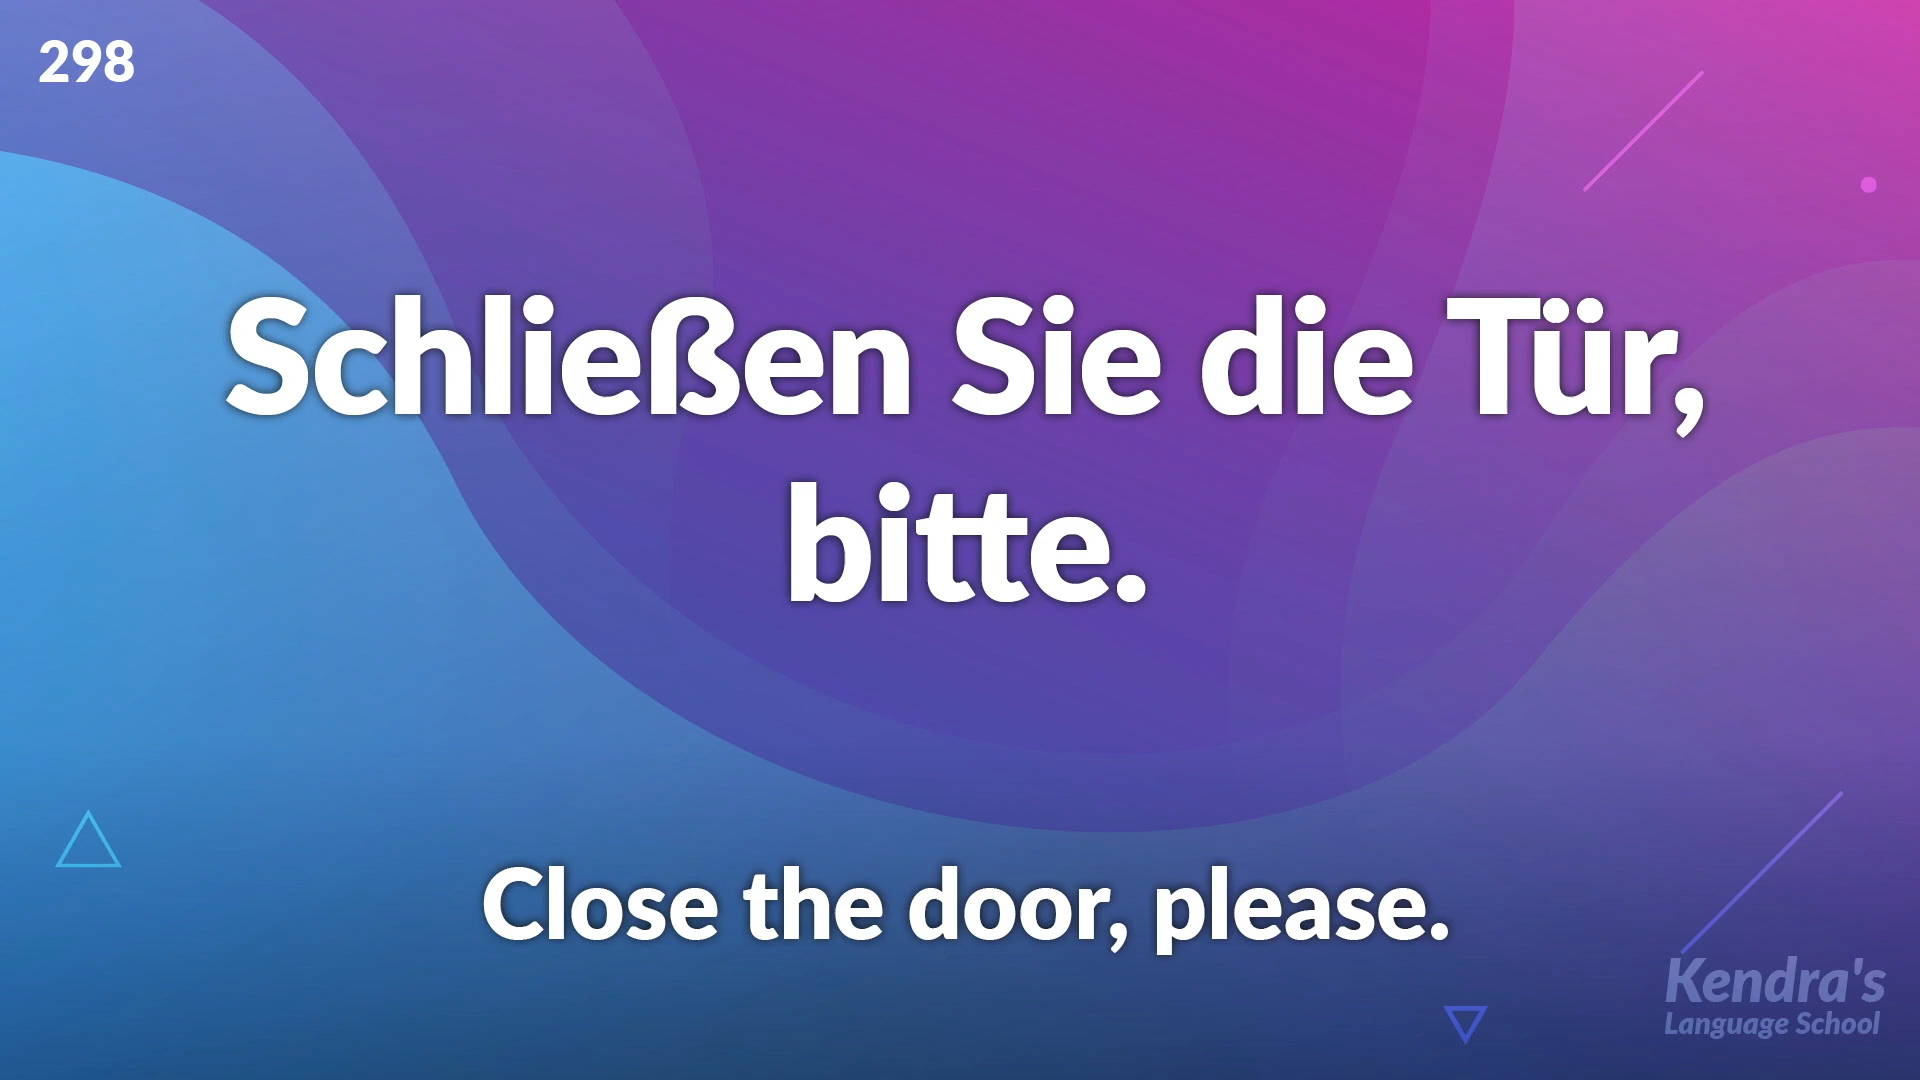 298
Schließen Sie die Tür,
bitte.
Close the door, please.
Kendra's
Language School